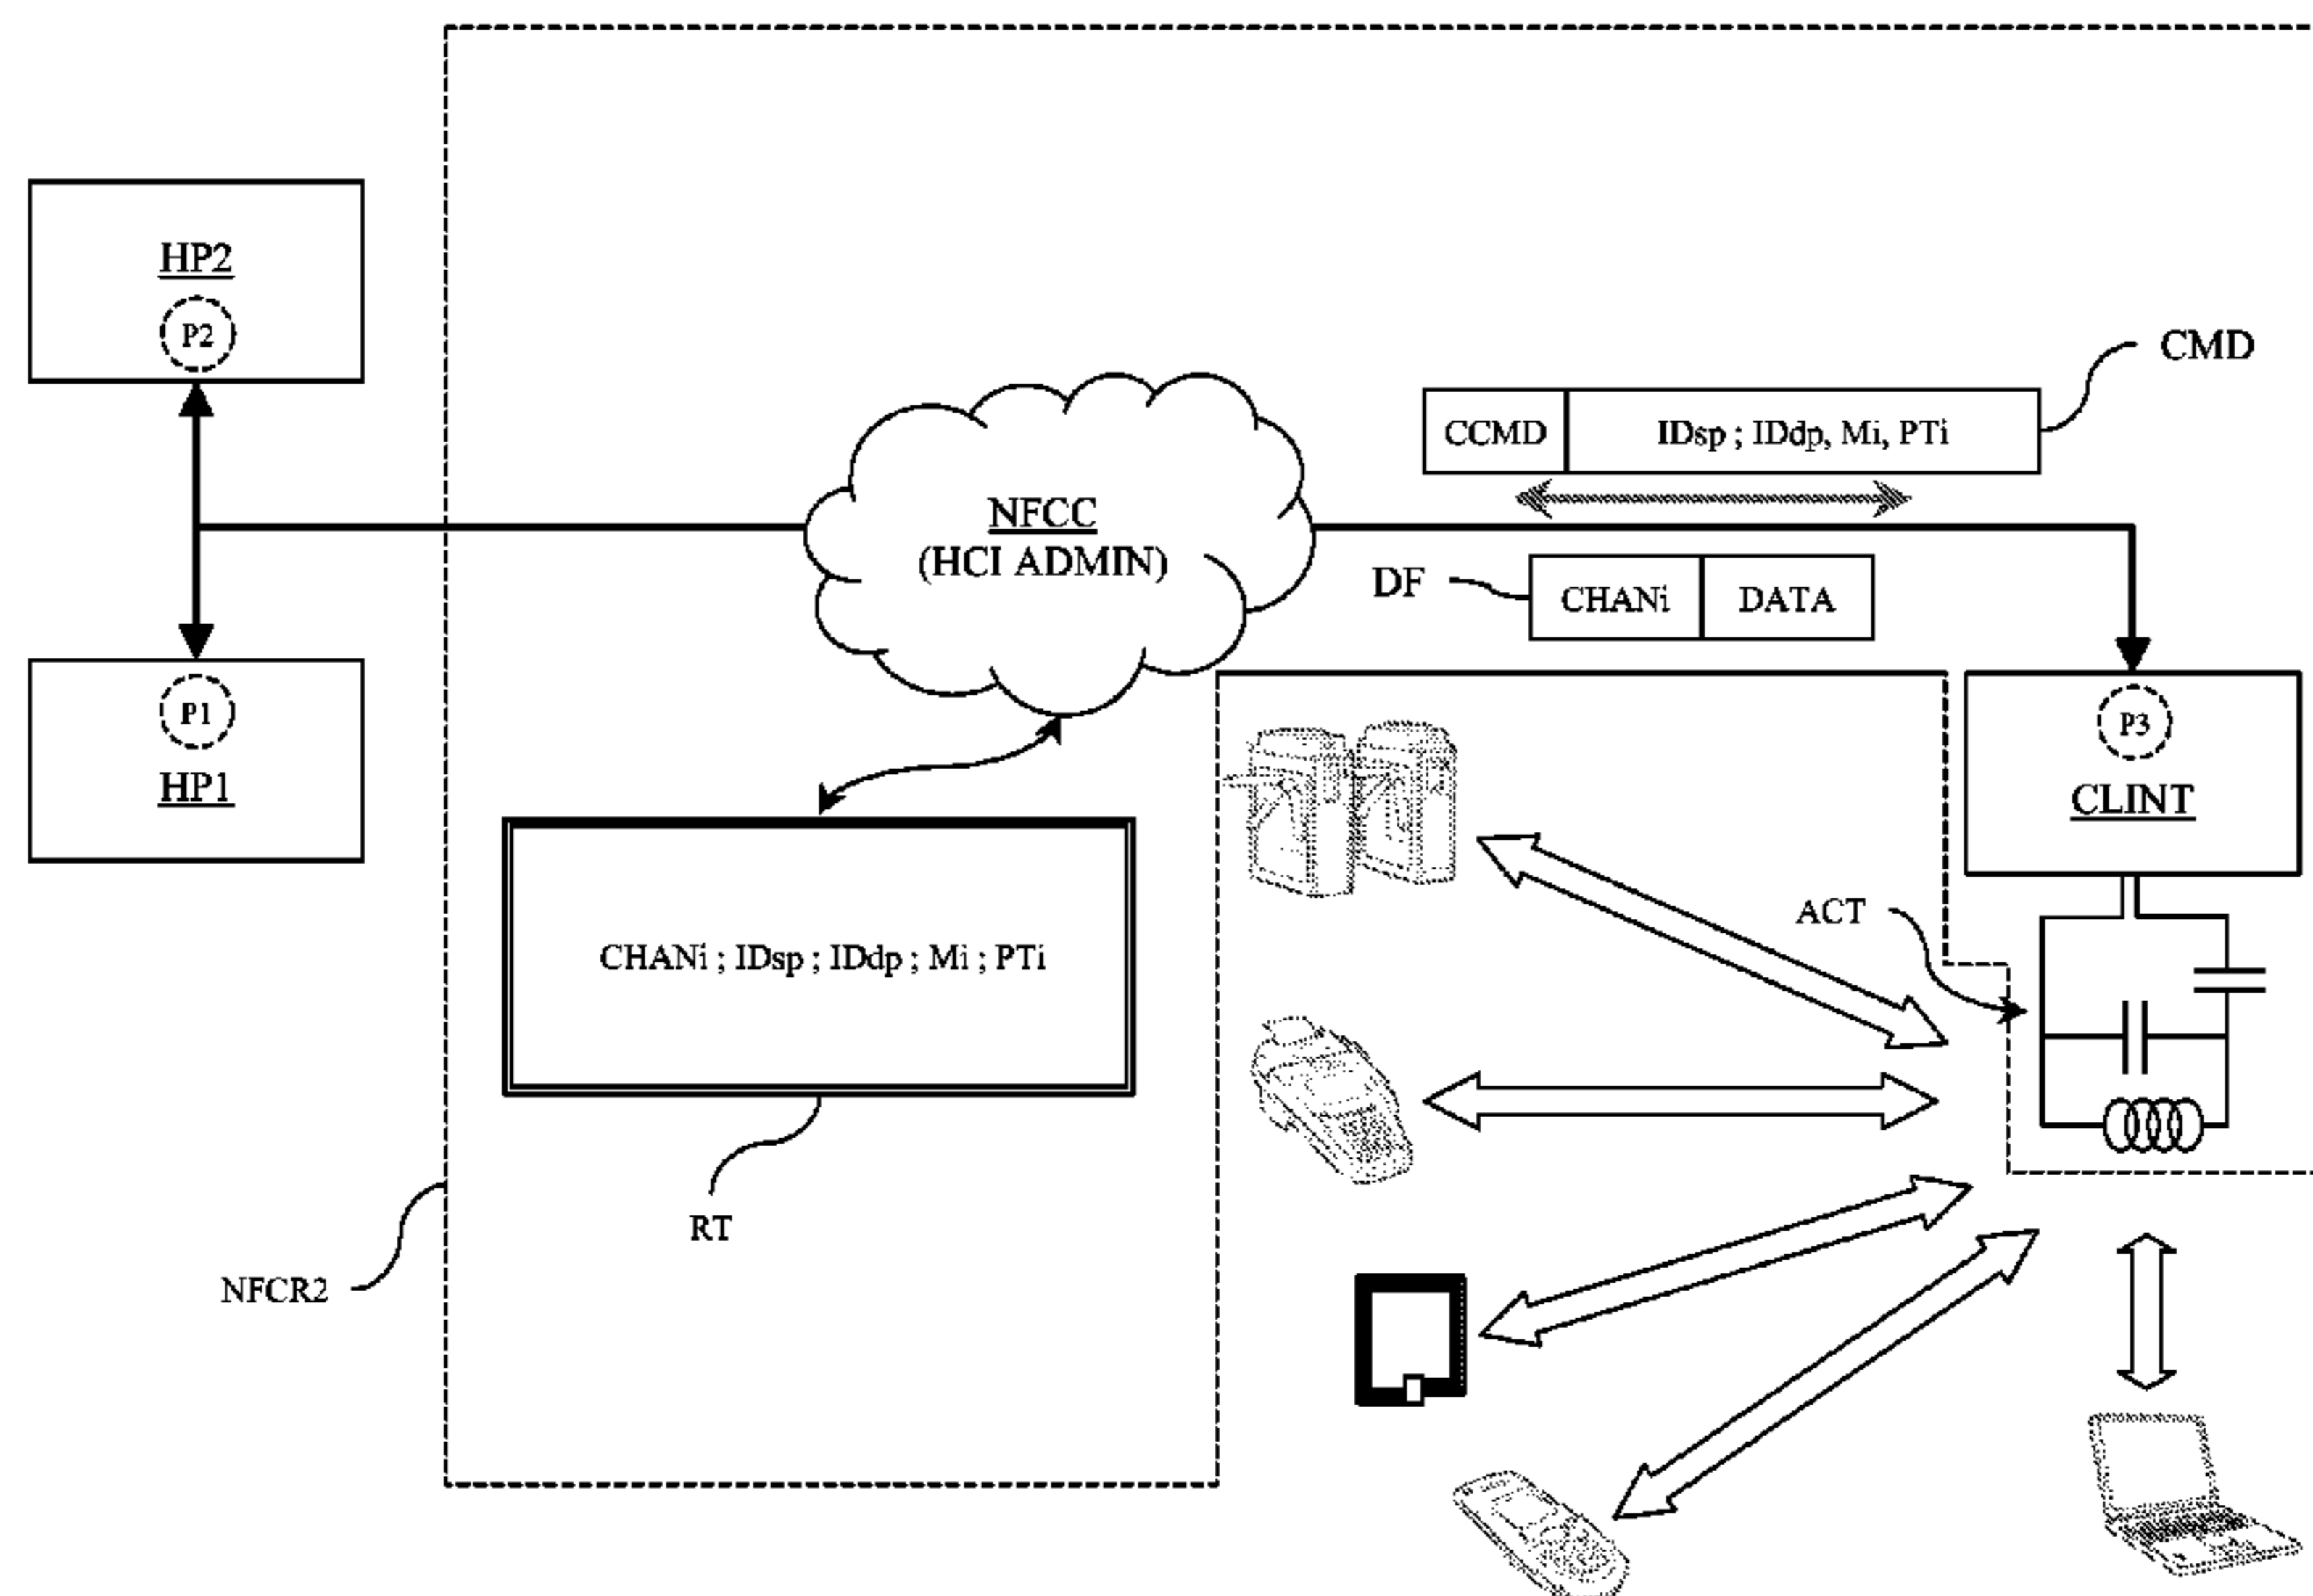 HP2
P2
CMD
CCMD
IDsp ; IDdp, Mi, PTi
NFCC
(HCI ADMIN)
DF
CHANi
DATA
P1
HP1
P3
CLINT
ACT
CHANi ; IDsp ; IDdp ; Mi ; PTi
RT
NFCR2